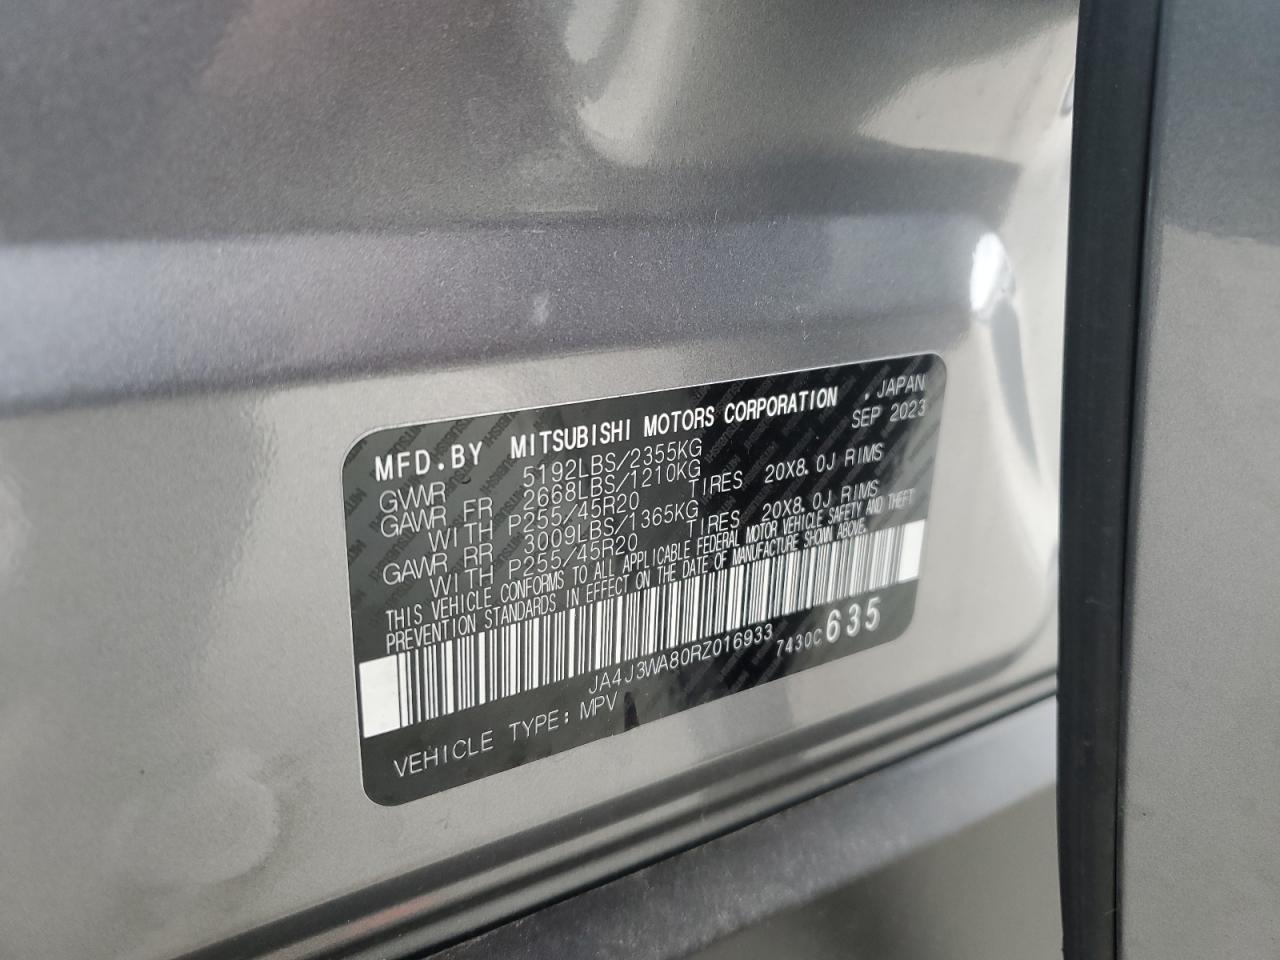 MFD.BY MITSUBISHI MOTORS CORPORATION . JAPAN
SEP 2023
GVWR 5192LBS/2355KG
GAWR FR 2668LBS/1210KG
WITH P255/45R20 TIRES 20X8.0J RIMS
GAWR RR 3009LBS/1365KG
WITH P255/45R20 TIRES 20X8.0J RIMS
THIS VEHICLE CONFORMS TO ALL APPLICABLE FEDERAL MOTOR VEHICLE SAFETY AND THEFT
PREVENTION STANDARDS IN EFFECT ON THE DATE OF MANUFACTURE SHOWN ABOVE.
JA4J3WA80RZ016933 7430C 635
VEHICLE TYPE: MPV